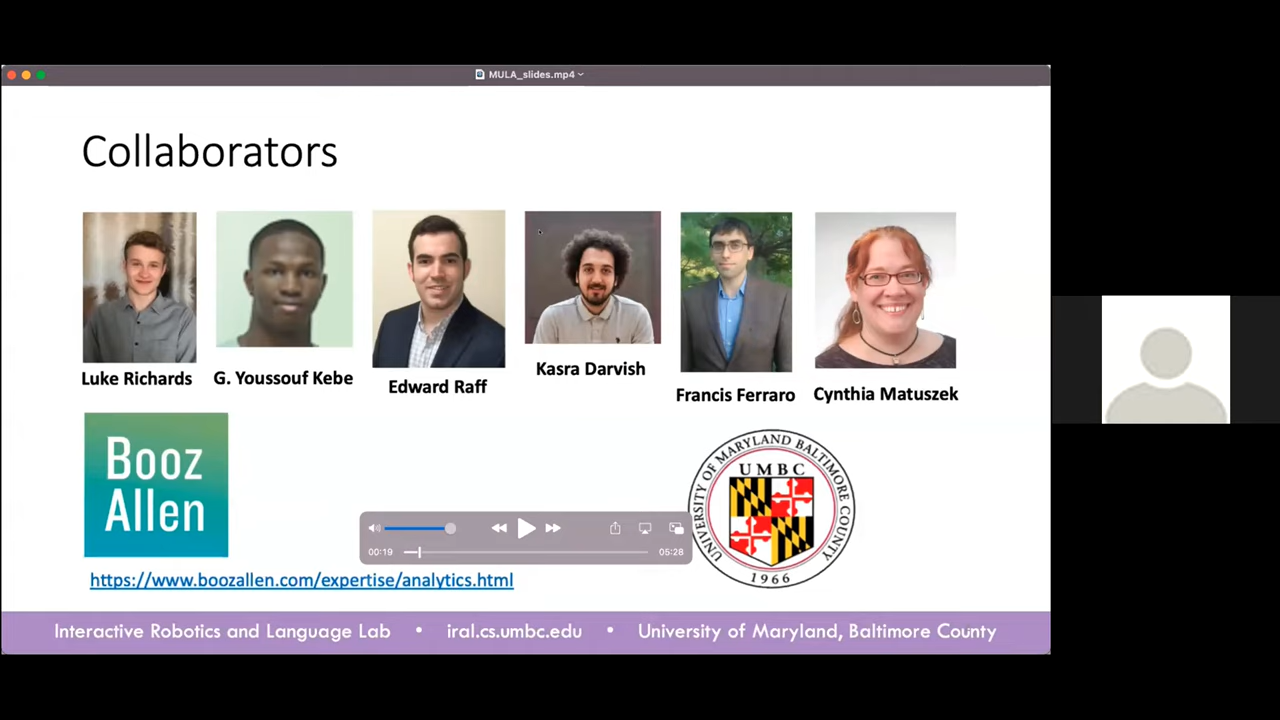 MULA_slides.mp4
Collaborators
Luke Richards
G. Youssouf Kebe
Edward Raff
Kasra Darvish
Francis Ferraro
Cynthia Matuszek
Booz
Allen
UNIVERSITY OF MARYLAND BALTIMORE COUNTY
UMBC
1966
00:19
05:28
https://www.boozallen.com/expertise/analytics.html
Interactive Robotics and Language Lab • iral.cs.umbc.edu • University of Maryland, Baltimore County